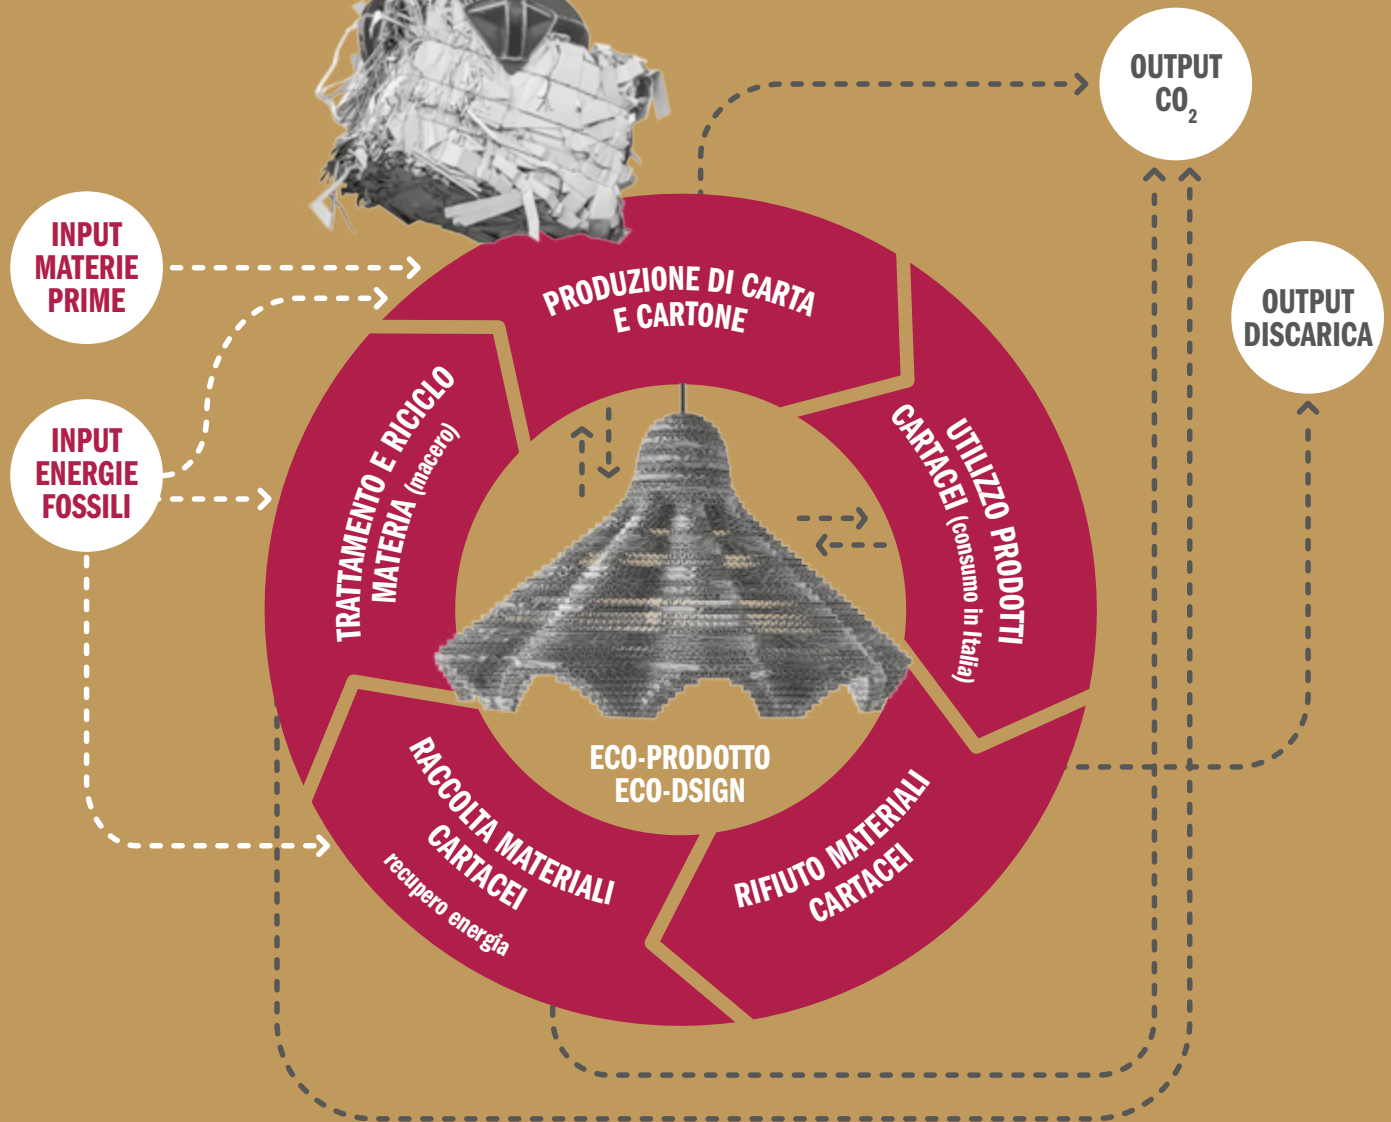 OUTPUT
CO₂
INPUT
MATERIE
PRIME
OUTPUT
DISCARICA
PRODUZIONE DI CARTA
E CARTONE
INPUT
ENERGIE
FOSSILI
TRATTAMENTO E RICICLO
MATERIA (macero)
UTILIZZO PRODOTTI
CARTACEI (consumo in Italia)
ECO-PRODOTTO
ECO-DSIGN
RACCOLTA MATERIALI
CARTACEI
recupero energia
RIFIUTO MATERIALI
CARTACEI